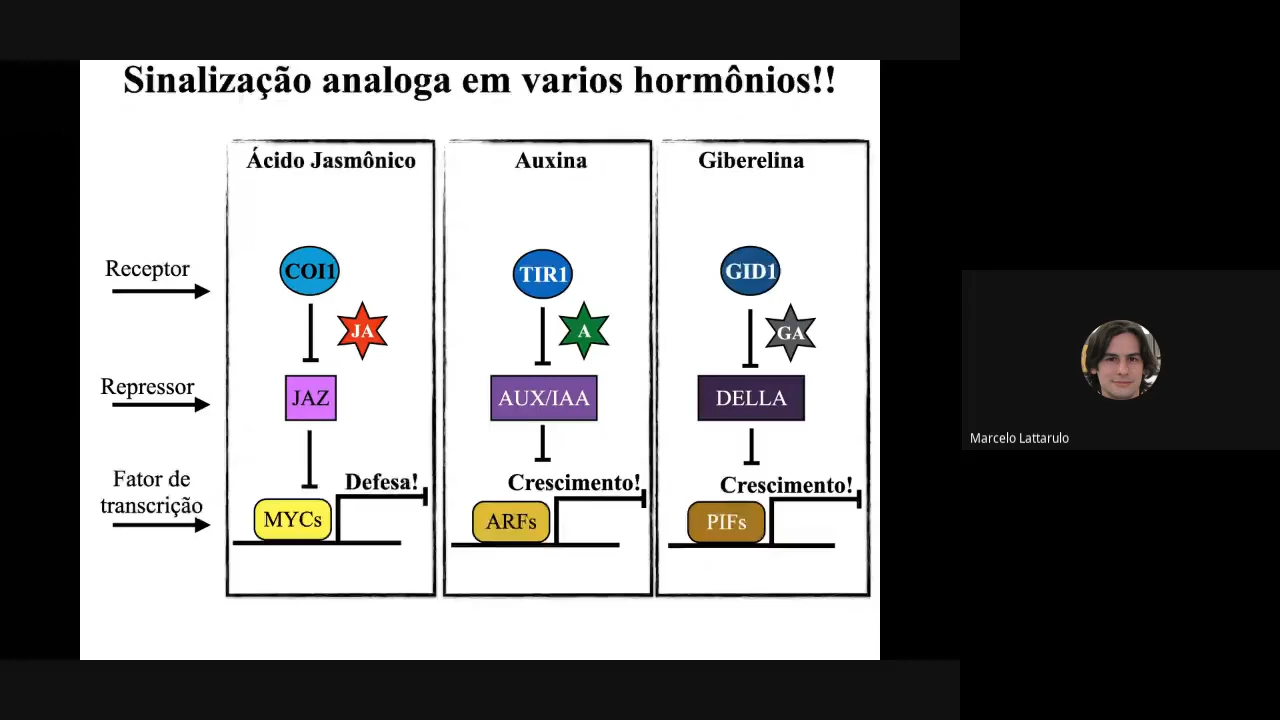 Sinalização analoga em varios hormônios!!
Ácido Jasmônico
Auxina
Giberelina
Receptor
COI1
TIR1
GID1
JA
A
GA
Repressor
JAZ
AUX/IAA
DELLA
Fator de
transcrição
Defesa!
Crescimento!
Crescimento!
MYCs
ARFs
PIFs
Marcelo Lattarulo